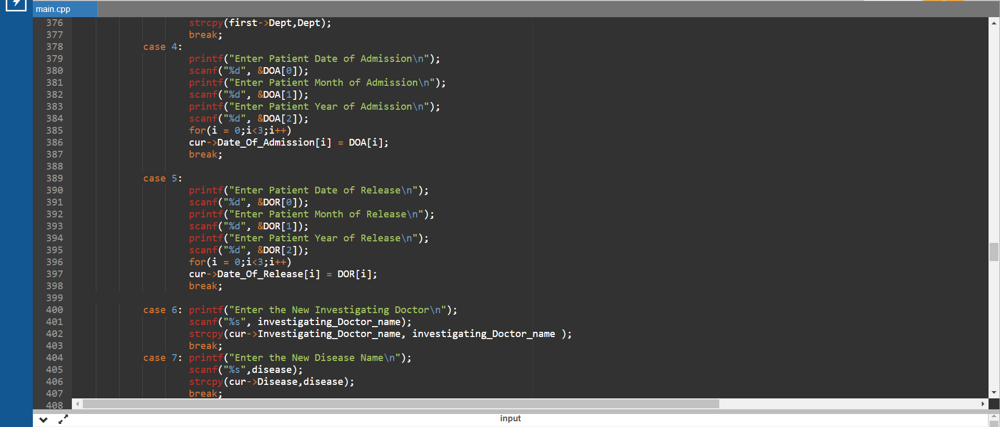 main.cpp
376 strcpy(first->Dept,Dept);
377 break;
378 case 4:
379 printf("Enter Patient Date of Admission\n");
380 scanf("%d", &DOA[0]);
381 printf("Enter Patient Month of Admission\n");
382 scanf("%d", &DOA[1]);
383 printf("Enter Patient Year of Admission\n");
384 scanf("%d", &DOA[2]);
385 for(i = 0;i<3;i++)
386 cur->Date_Of_Admission[i] = DOA[i];
387 break;
388
389 case 5:
390 printf("Enter Patient Date of Release\n");
391 scanf("%d", &DOR[0]);
392 printf("Enter Patient Month of Release\n");
393 scanf("%d", &DOR[1]);
394 printf("Enter Patient Year of Release\n");
395 scanf("%d", &DOR[2]);
396 for(i = 0;i<3;i++)
397 cur->Date_Of_Release[i] = DOR[i];
398 break;
399
400 case 6: printf("Enter the New Investigating Doctor\n");
401 scanf("%s", investigating_Doctor_name);
402 strcpy(cur->Investigating_Doctor_name, investigating_Doctor_name );
403 break;
404 case 7: printf("Enter the New Disease Name\n");
405 scanf("%s",disease);
406 strcpy(cur->Disease,disease);
407 break;
408
input